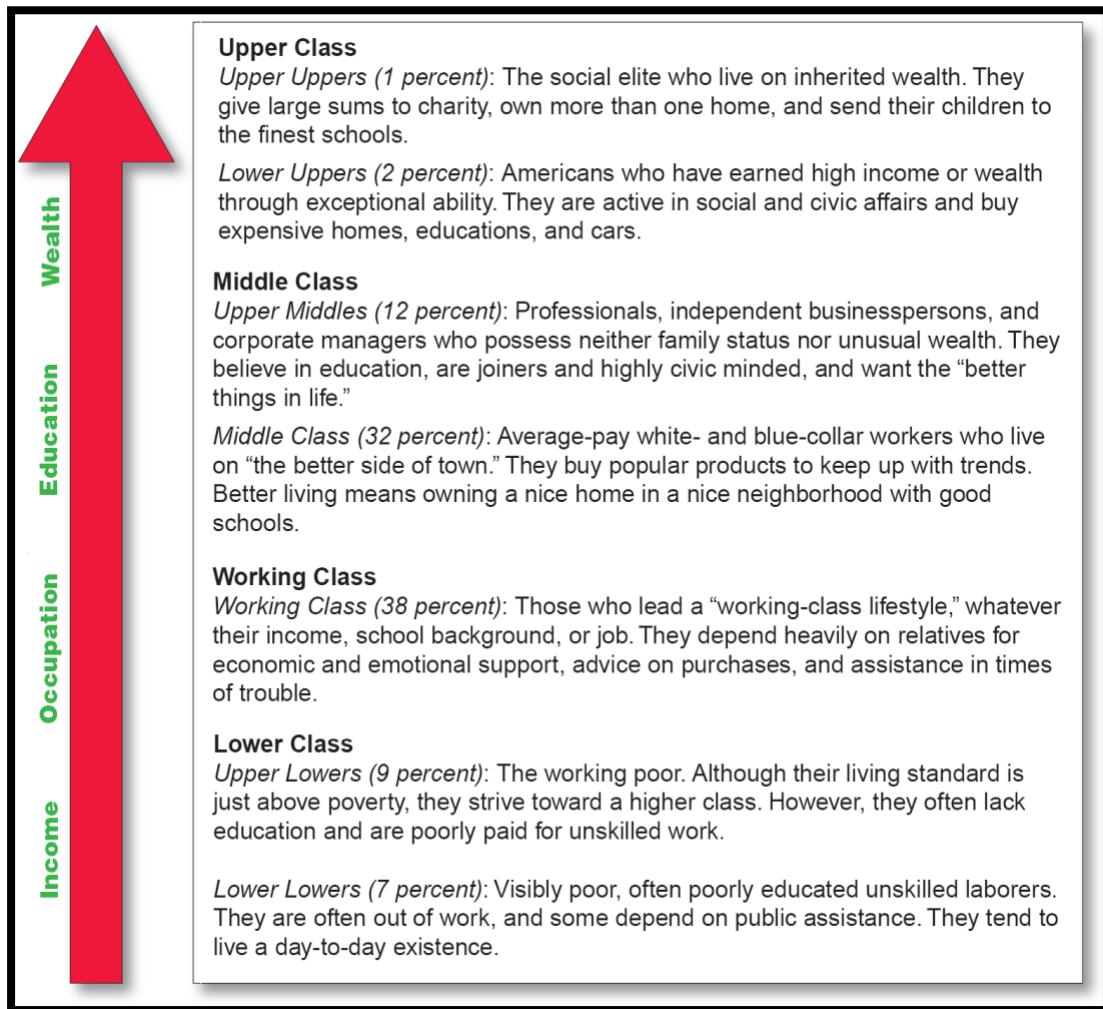 Upper Class
Upper Uppers (1 percent): The social elite who live on inherited wealth. They
give large sums to charity, own more than one home, and send their children to
the finest schools.
Lower Uppers (2 percent): Americans who have earned high income or wealth
through exceptional ability. They are active in social and civic affairs and buy
expensive homes, educations, and cars.
Middle Class
Upper Middles (12 percent): Professionals, independent businesspersons, and
corporate managers who possess neither family status nor unusual wealth. They
believe in education, are joiners and highly civic minded, and want the “better
things in life.”
Middle Class (32 percent): Average-pay white- and blue-collar workers who live
on “the better side of town.” They buy popular products to keep up with trends.
Better living means owning a nice home in a nice neighborhood with good
schools.
Working Class
Working Class (38 percent): Those who lead a “working-class lifestyle,” whatever
their income, school background, or job. They depend heavily on relatives for
economic and emotional support, advice on purchases, and assistance in times
of trouble.
Lower Class
Upper Lowers (9 percent): The working poor. Although their living standard is
just above poverty, they strive toward a higher class. However, they often lack
education and are poorly paid for unskilled work.
Lower Lowers (7 percent): Visibly poor, often poorly educated unskilled laborers.
They are often out of work, and some depend on public assistance. They tend to
live a day-to-day existence.
Wealth
Education
Occupation
Income